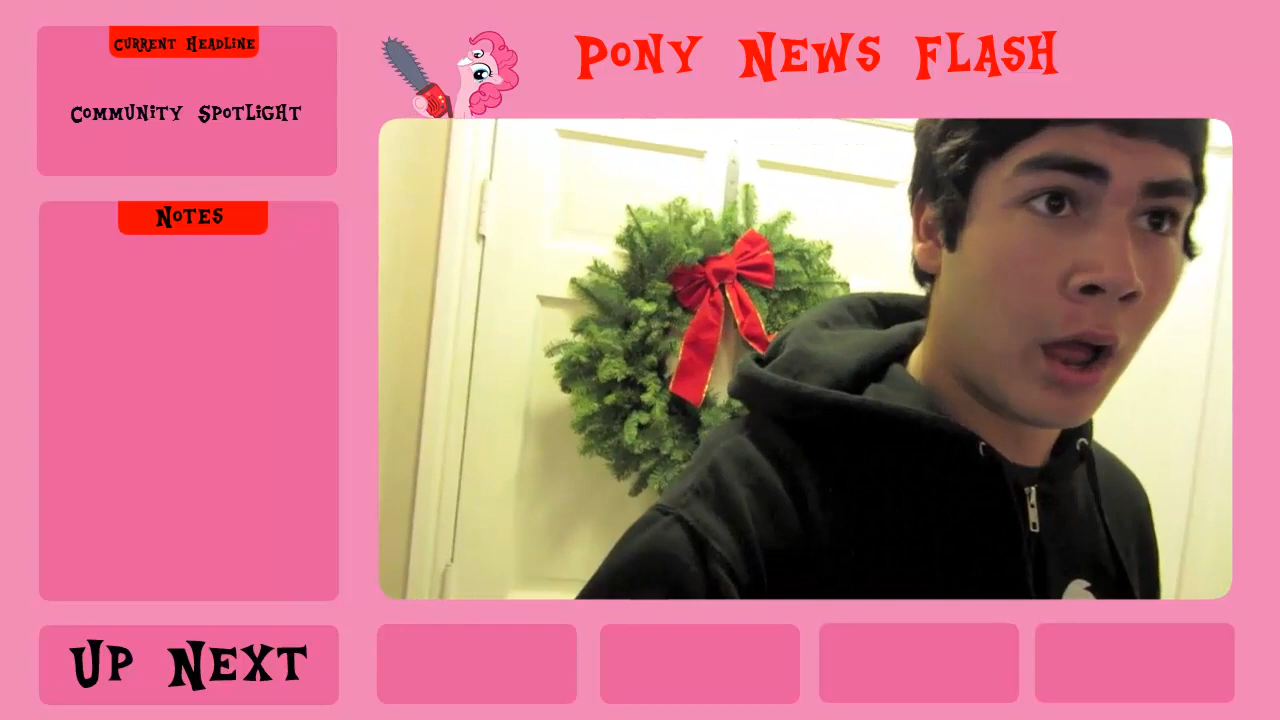 Current Headline
Pony News Flash
Community Spotlight
Notes
Up Next